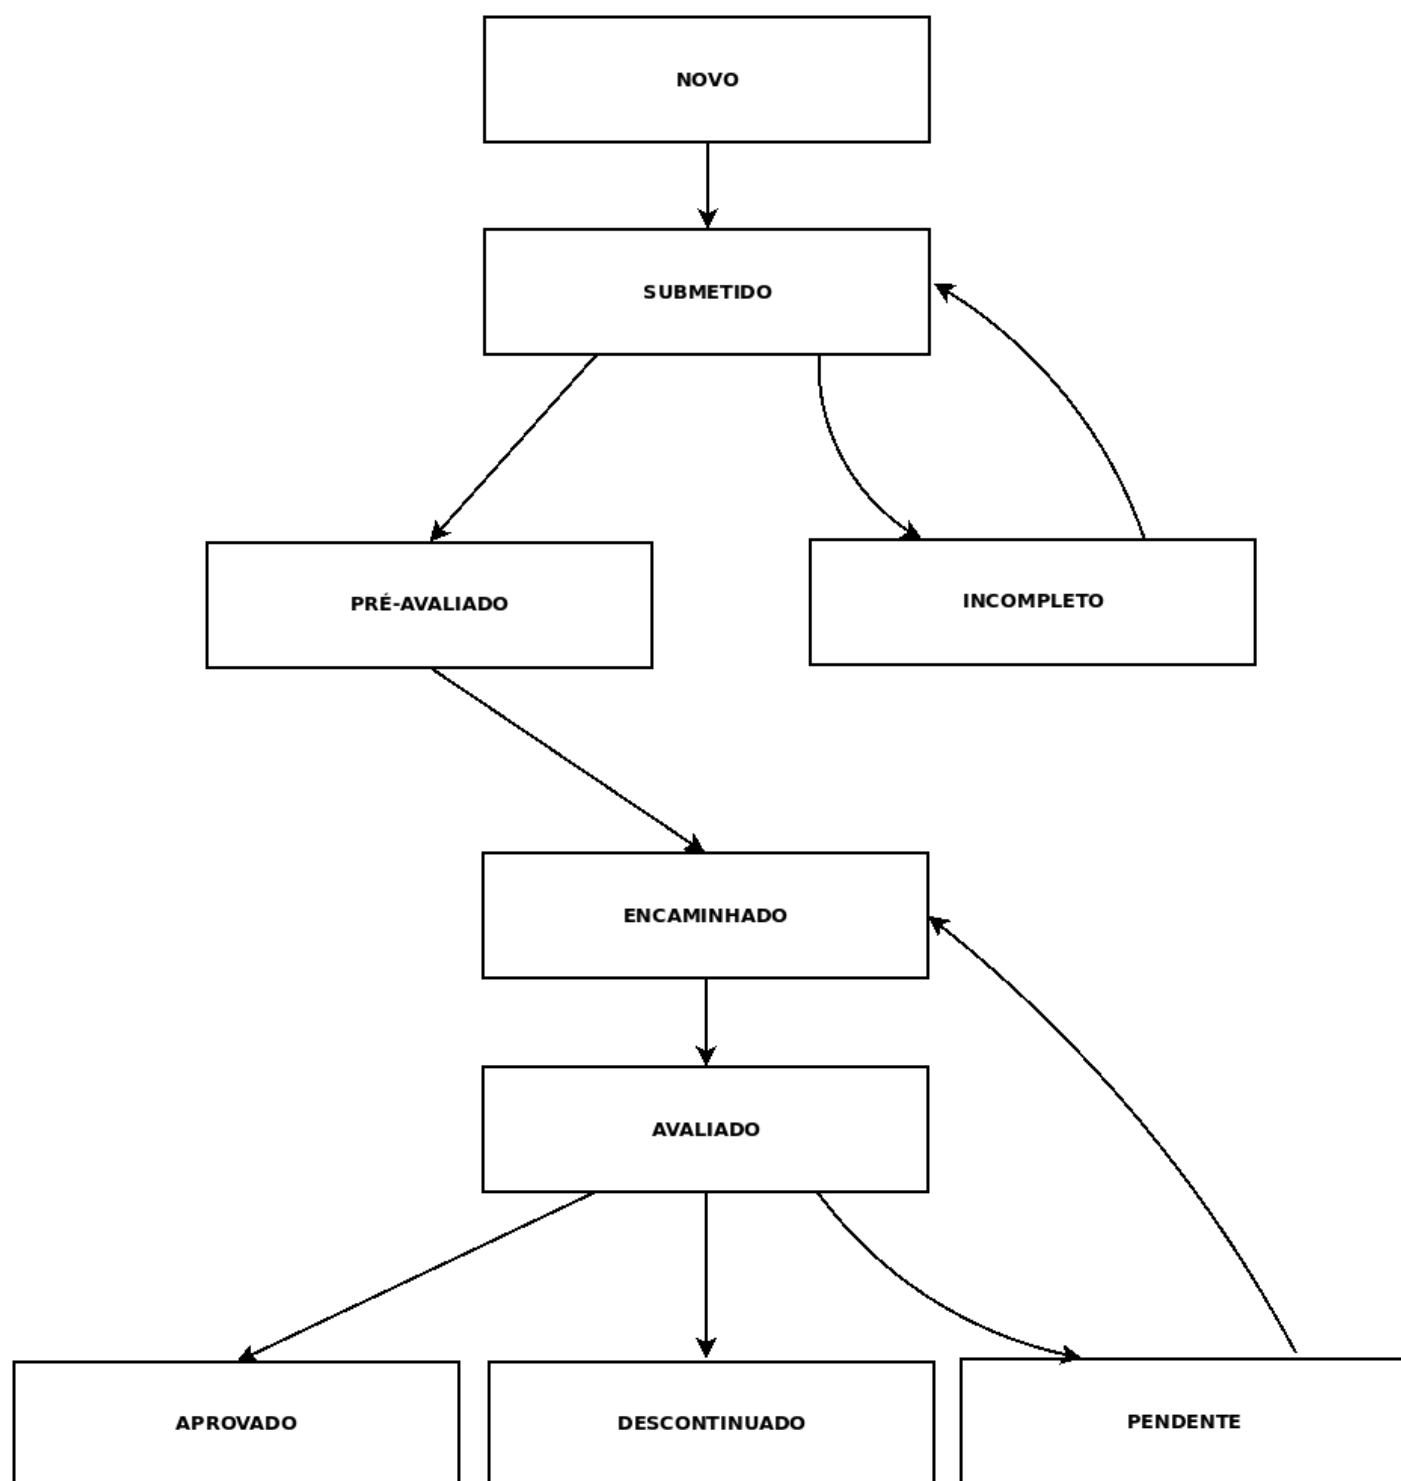 NOVO
SUBMETIDO
PRÉ-AVALIADO
INCOMPLETO
ENCAMINHADO
AVALIADO
APROVADO
DESCONTINUADO
PENDENTE